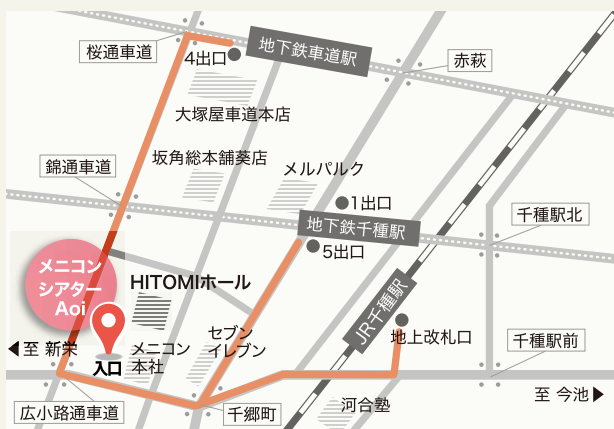 桜通車道
4出口
地下鉄車道駅
赤萩
大塚屋車道本店
坂角総本舗葵店
メルパルク
錦通車道
1出口
地下鉄千種駅
千種駅北
5出口
メニコン
シアター
Aoi
HITOMIホール
JR千種駅
セブン
イレブン
地上改札口
千種駅前
至 新栄
入口
メニコン
本社
至 今池
広小路通車道
千郷町
河合塾